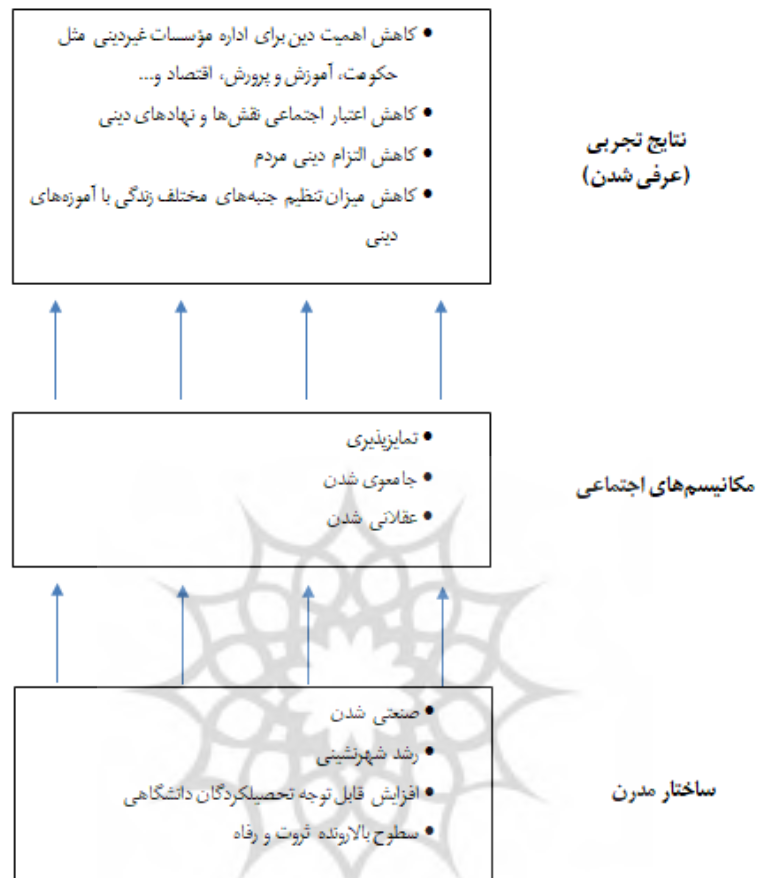 • کاهش اهمیت دین برای اداره مؤسسات غیردینی مثل
حکومت، آموزش و پرورش، اقتصاد و...
• کاهش اعتبار اجتماعی نقش‌ها و نهادهای دینی
• کاهش التزام دینی مردم
• کاهش میزان تنظیم جنبه‌های مختلف زندگی با آموزه‌های
دینی
نتایج تجربی
(عرفی شدن)
• تمایزپذیری
• جامعوی شدن
• عقلانی شدن
مکانیسم‌های اجتماعی
• صنعتی شدن
• رشد شهرنشینی
• افزایش قابل توجه تحصیلکردگان دانشگاهی
• سطوح بالارونده ثروت و رفاه
ساختار مدرن